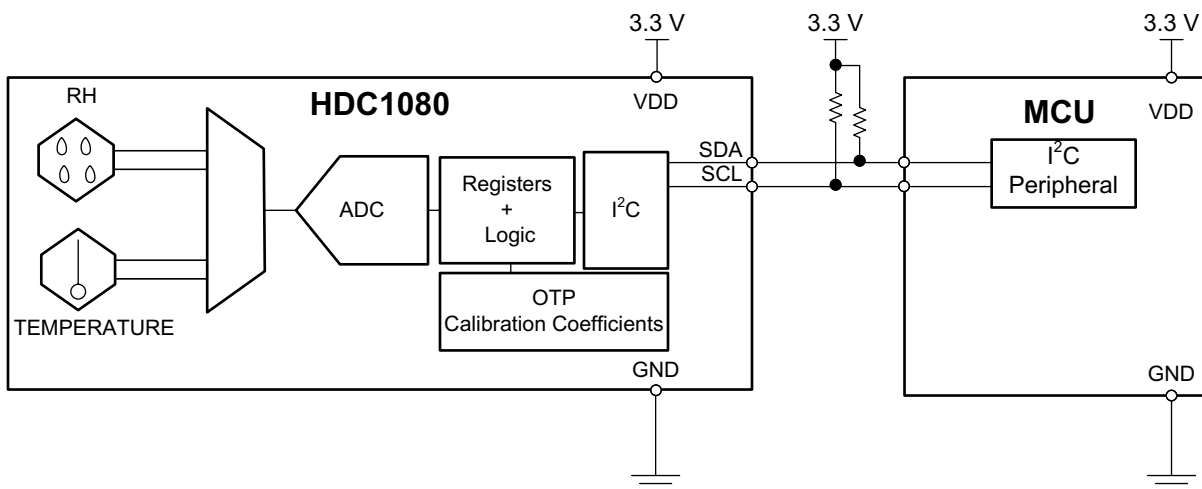 3.3 V
3.3 V
3.3 V
RH
HDC1080
VDD
MCU
VDD
SDA
SCL
I²C
Peripheral
ADC
Registers
+
Logic
I²C
OTP
Calibration Coefficients
TEMPERATURE
GND
GND